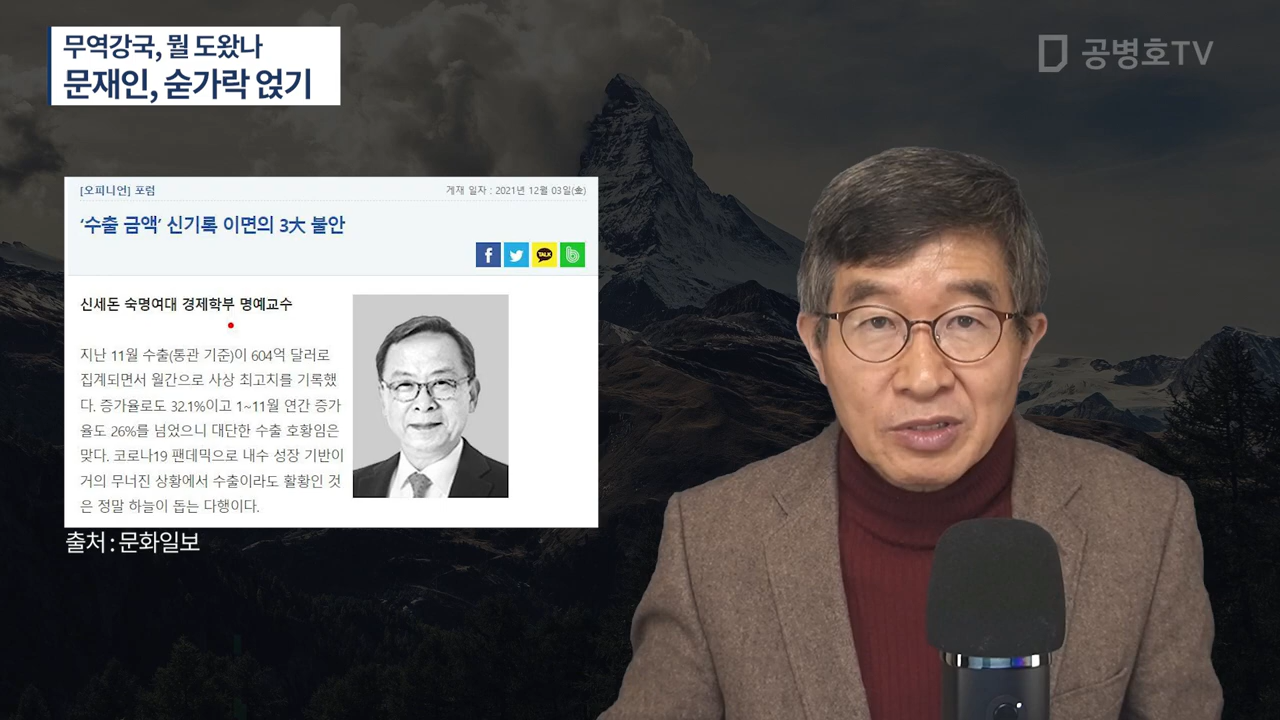 무역강국, 뭘 도왔나
문재인, 숟가락 얹기
공병호TV
[오피니언] 포럼
게재 일자 : 2021년 12월 03일(金)
‘수출 금액’ 신기록 이면의 3大 불안
f
TALK
b
신세돈 숙명여대 경제학부 명예교수
지난 11월 수출(통관 기준)이 604억 달러로
집계되면서 월간으로 사상 최고치를 기록했
다. 증가율로도 32.1%이고 1~11월 연간 증가
율도 26%를 넘었으니 대단한 수출 호황임은
맞다. 코로나19 팬데믹으로 내수 성장 기반이
거의 무너진 상황에서 수출이라도 활황인 것
은 정말 하늘이 돕는 다행이다.
출처 : 문화일보